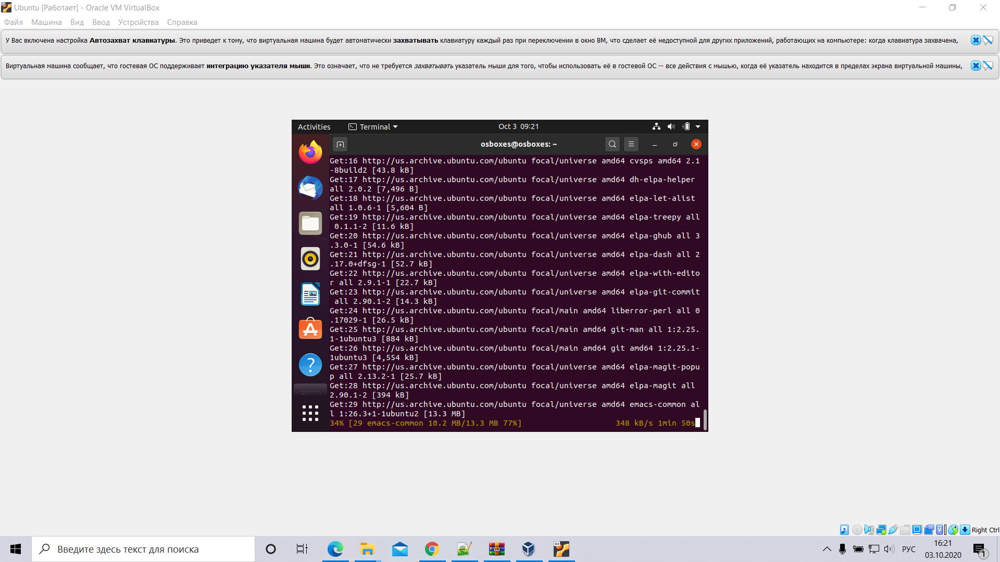 Ubuntu [Работает] - Oracle VM VirtualBox
Файл Машина Вид Ввод Устройства Справка
У Вас включена настройка Автозахват клавиатуры. Это приведет к тому, что виртуальная машина будет автоматически захватывать клавиатуру каждый раз при переключении в окно ВМ, что сделает её недоступной для других приложений, работающих на компьютере: когда клавиатура захвачена,
Виртуальная машина сообщает, что гостевая ОС поддерживает интеграцию указателя мыши. Это означает, что не требуется захватывать указатель мыши для того, чтобы использовать её в гостевой ОС -- все действия с мышью, когда её указатель находится в пределах экрана виртуальной машины,
Activities Terminal Oct 3 09:21
osboxes@osboxes: ~
Get:16 http://us.archive.ubuntu.com/ubuntu focal/universe amd64 cvsps amd64 2.1
-8build2 [43.8 kB]
Get:17 http://us.archive.ubuntu.com/ubuntu focal/universe amd64 dh-elpa-helper
all 2.0.2 [7,496 B]
Get:18 http://us.archive.ubuntu.com/ubuntu focal/universe amd64 elpa-let-alist
all 1.0.6-1 [5,604 B]
Get:19 http://us.archive.ubuntu.com/ubuntu focal/universe amd64 elpa-treepy all
 0.1.1-2 [11.6 kB]
Get:20 http://us.archive.ubuntu.com/ubuntu focal/universe amd64 elpa-ghub all 3
.3.0-1 [54.6 kB]
Get:21 http://us.archive.ubuntu.com/ubuntu focal/universe amd64 elpa-dash all 2
.17.0+dfsg-1 [52.7 kB]
Get:22 http://us.archive.ubuntu.com/ubuntu focal/universe amd64 elpa-with-edito
r all 2.9.1-1 [22.7 kB]
Get:23 http://us.archive.ubuntu.com/ubuntu focal/universe amd64 elpa-git-commit
 all 2.90.1-2 [14.3 kB]
Get:24 http://us.archive.ubuntu.com/ubuntu focal/main amd64 liberror-perl all 0
.17029-1 [26.5 kB]
Get:25 http://us.archive.ubuntu.com/ubuntu focal/main amd64 git-man all 1:2.25.
1-1ubuntu3 [884 kB]
Get:26 http://us.archive.ubuntu.com/ubuntu focal/main amd64 git amd64 1:2.25.1-
1ubuntu3 [4,554 kB]
Get:27 http://us.archive.ubuntu.com/ubuntu focal/universe amd64 elpa-magit-popu
p all 2.13.2-1 [25.7 kB]
Get:28 http://us.archive.ubuntu.com/ubuntu focal/universe amd64 elpa-magit all
2.90.1-2 [394 kB]
Get:29 http://us.archive.ubuntu.com/ubuntu focal/universe amd64 emacs-common al
l 1:26.3+1-1ubuntu2 [13.3 MB]
34% [29 emacs-common 10.2 MB/13.3 MB 77%] 348 kB/s 1min 50s
Right Ctrl
Введите здесь текст для поиска
РУС
16:21
03.10.2020
1